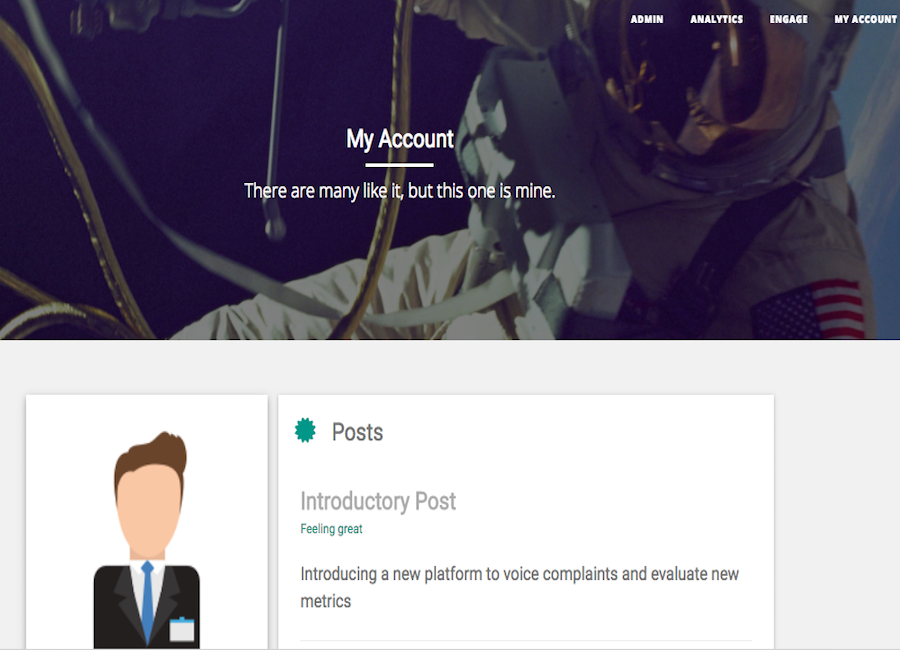 ADMIN ANALYTICS ENGAGE MY ACCOUNT
My Account
There are many like it, but this one is mine.
Posts
Introductory Post
Feeling great
Introducing a new platform to voice complaints and evaluate new
metrics